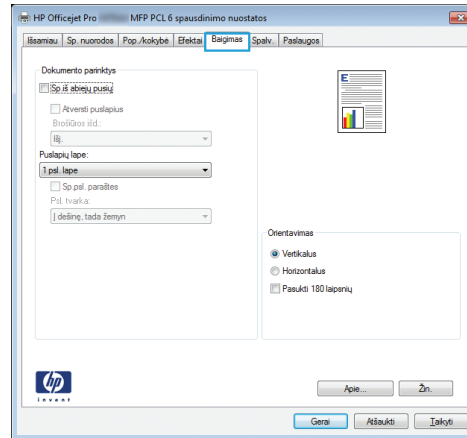 HP Officejet Pro MFP PCL 6 spausdinimo nuostatos
Išsamiau Sp. nuorodos Pop./kokybė Efektai Baigimas Spalv. Paslaugos
Dokumento parinktys
Sp.iš abiejų pusių
Atversti puslapius
Brošiūros išd.:
Išj.
Puslapių lape:
1 psl. lape
Sp.psl. paraštes
Psl. tvarka:
Į dešinę, tada žemyn
E
Orientavimas
Vertikalus
Horizontalus
Pasukti 180 laipsnių
hp
invent
Apie...
Žin.
Gerai
Atšaukti
Taikyti